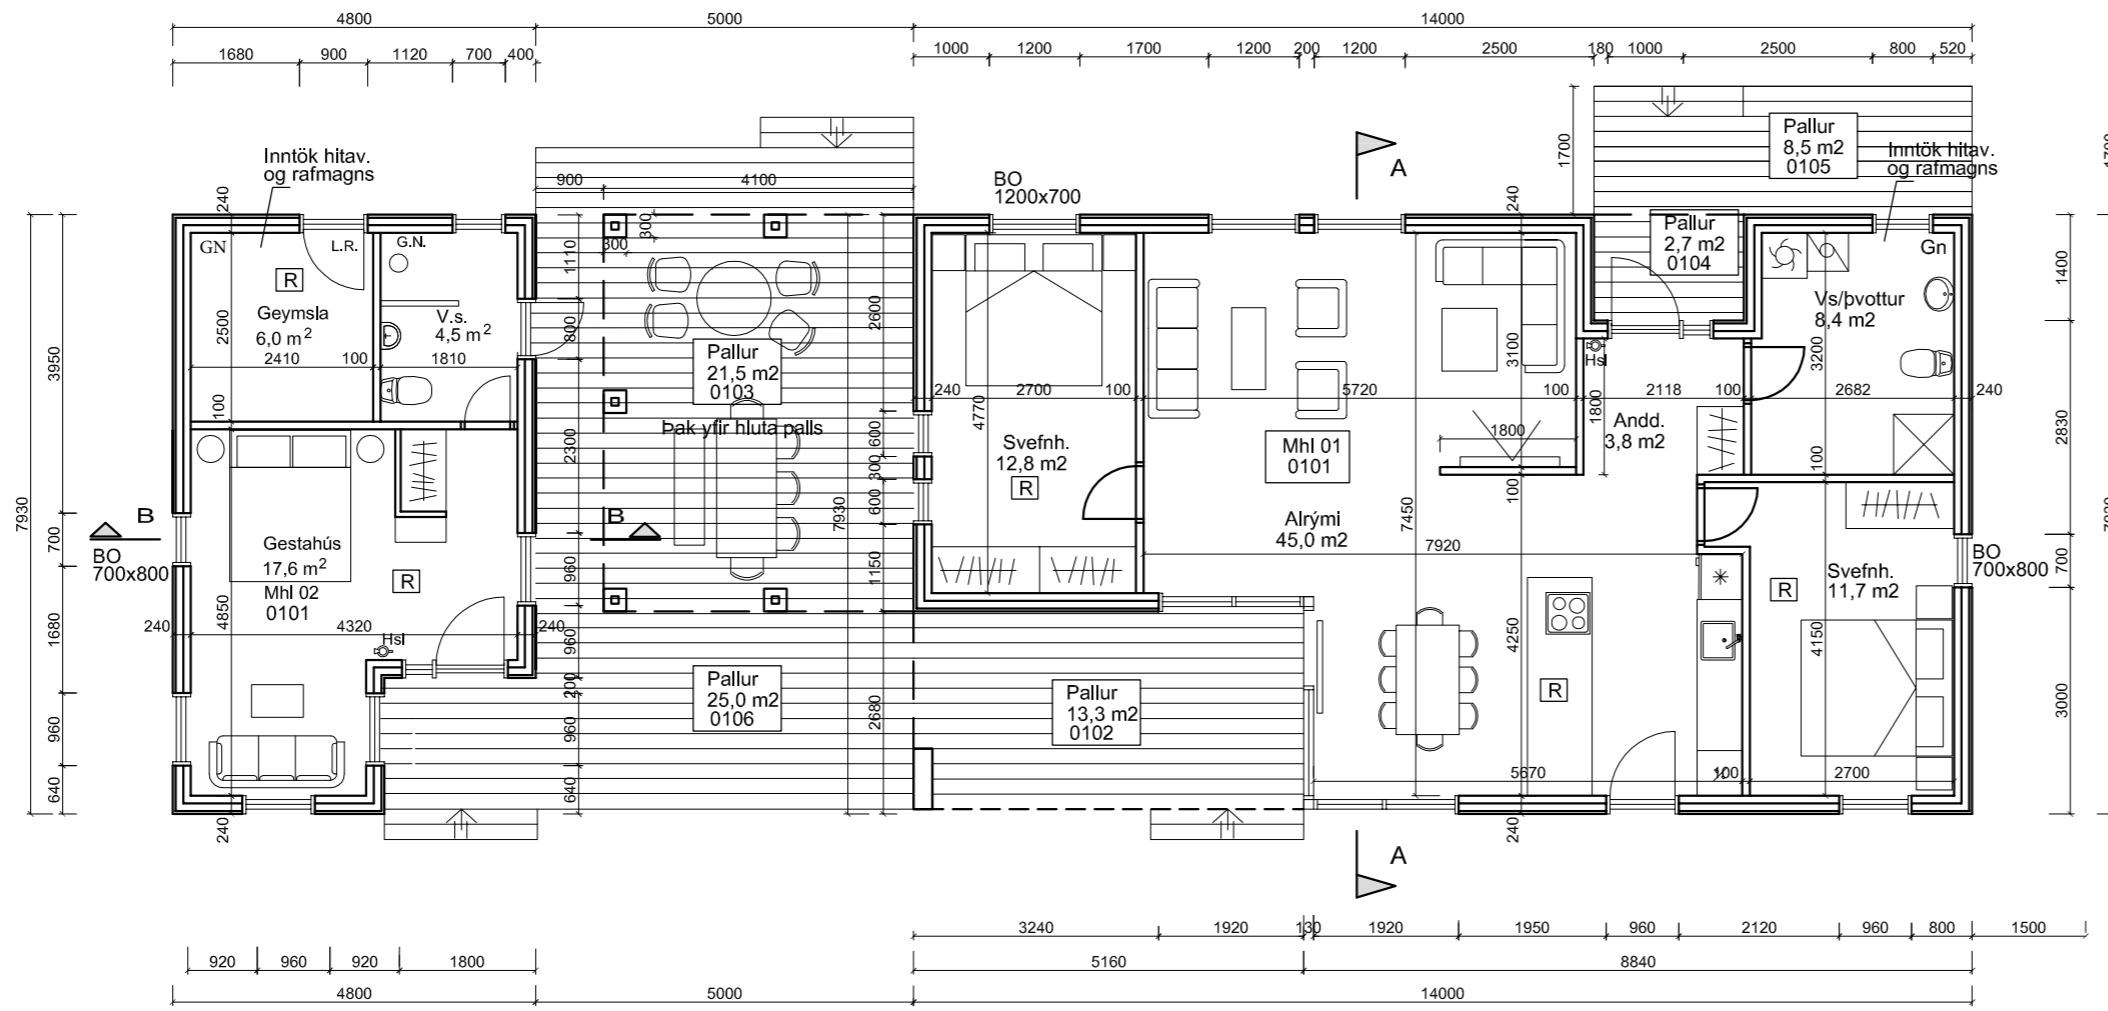 4800
5000
14000
1680
900
1120
700
400
1000
1200
1700
1200
200
1200
2500
180
1000
2500
800
520
Inntök hitav.
og rafmagns
240
900
4100
BO
1200x700
A
1700
240
Pallur
8,5 m2
0105
Inntök hitav.
og rafmagns
1700
GN
L.R.
G.N.
R
Geymsla
6,0 m2
2500
2410
100
V.s.
4,5 m2
1810
100
1110
800
300
300
2600
Pallur
21,5 m2
0103
Þak yfir hluta palls
2300
7930
240
2700
100
4770
Svefnh.
12,8 m2
R
600
300
600
1150
5720
3100
100
1800
Mhl 01
0101
100
7450
Alrými
45,0 m2
7920
Pallur
2,7 m2
0104
Hsl
1800
2118
100
Andd.
3,8 m2
Gn
Vs/þvottur
8,4 m2
3200
2682
240
100
1400
2830
700
3000
3950
7930
700
1680
960
640
B
BO
700x800
Gestahús
17,6 m2
Mhl 02
0101
R
4850
240
4320
240
Hsl
B
960
960
200
960
640
2680
Pallur
25,0 m2
0106
Pallur
13,3 m2
0102
4250
R
5670
100
Svefnh.
11,7 m2
R
4150
2700
BO
700x800
240
240
A
3240
1920
130
1920
1950
960
2120
960
800
1500
920
960
920
1800
5160
8840
4800
5000
14000